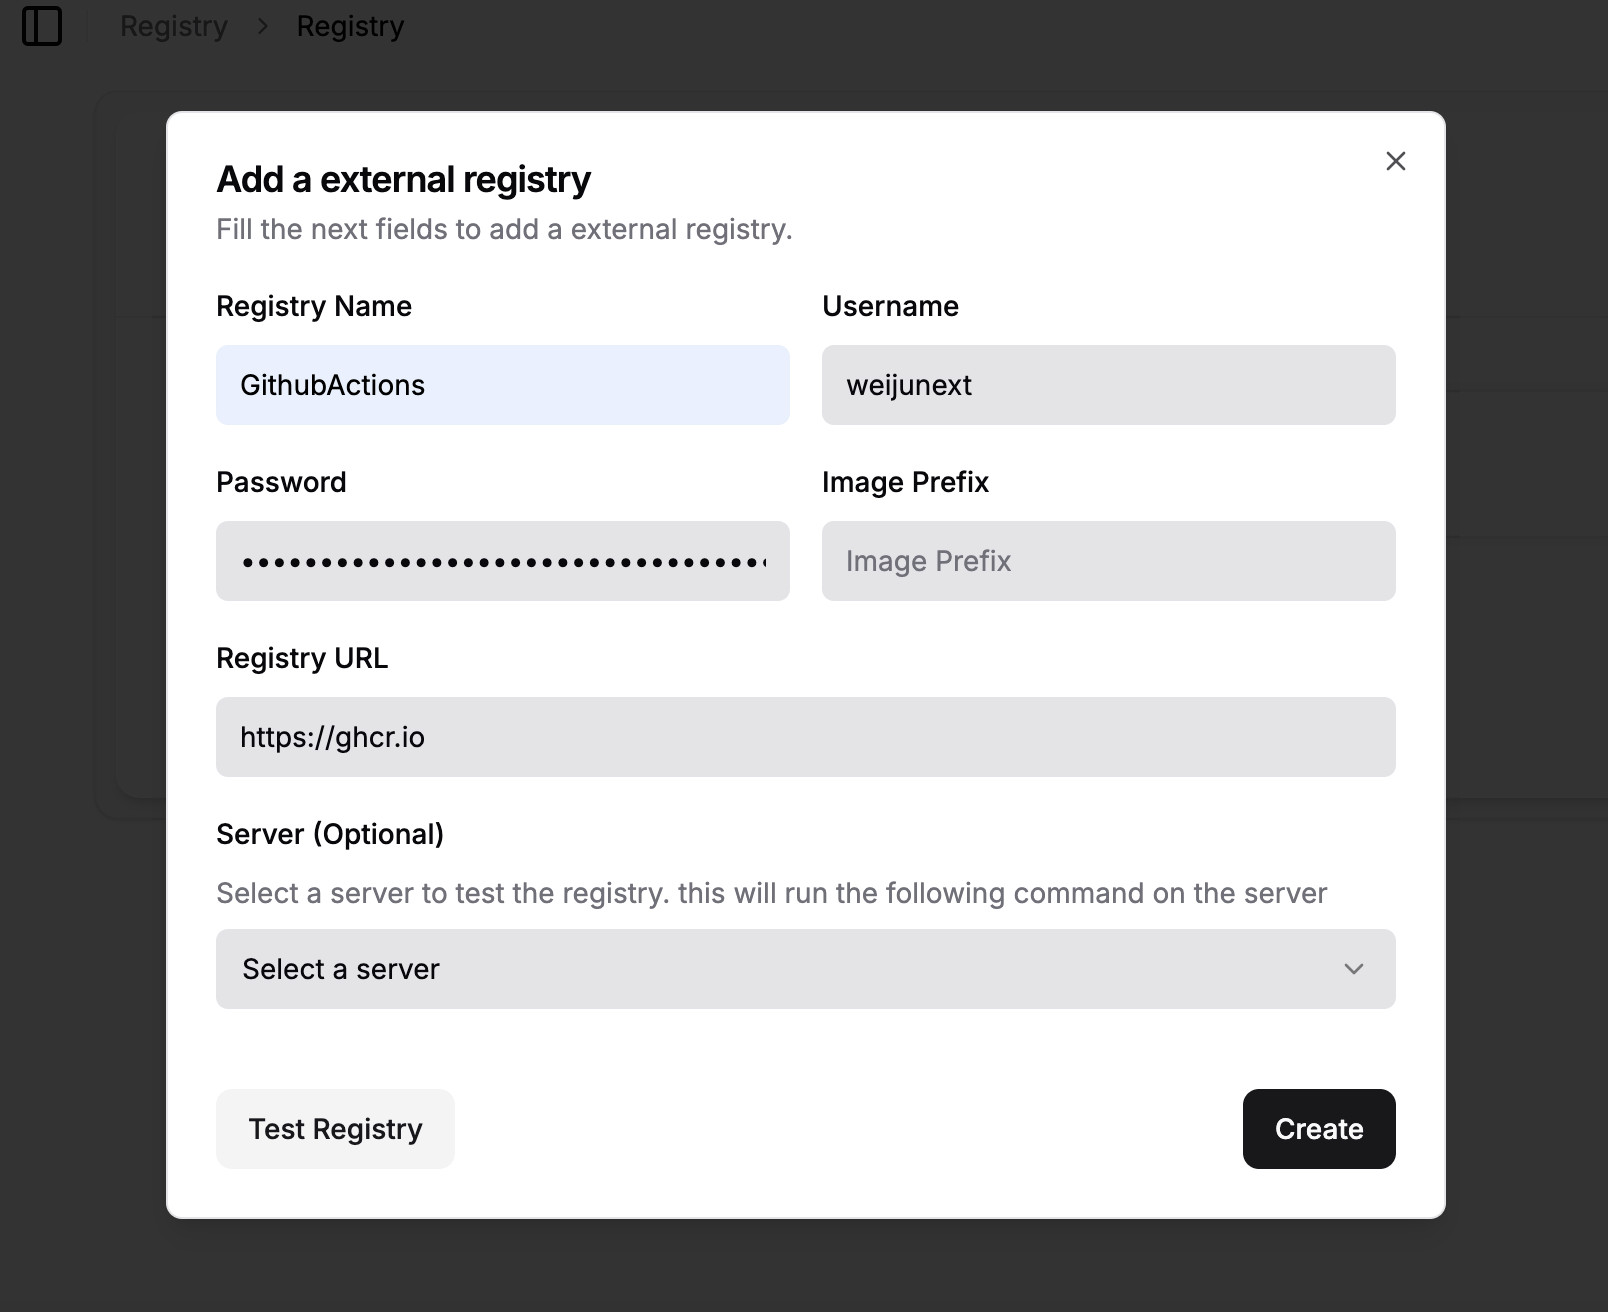 Registry > Registry
Add a external registry
Fill the next fields to add a external registry.
Registry Name
Username
GithubActions
weijunext
Password
Image Prefix
••••••••••••••••••••••••••••••••••
Image Prefix
Registry URL
https://ghcr.io
Server (Optional)
Select a server to test the registry. this will run the following command on the server
Select a server
Test Registry
Create